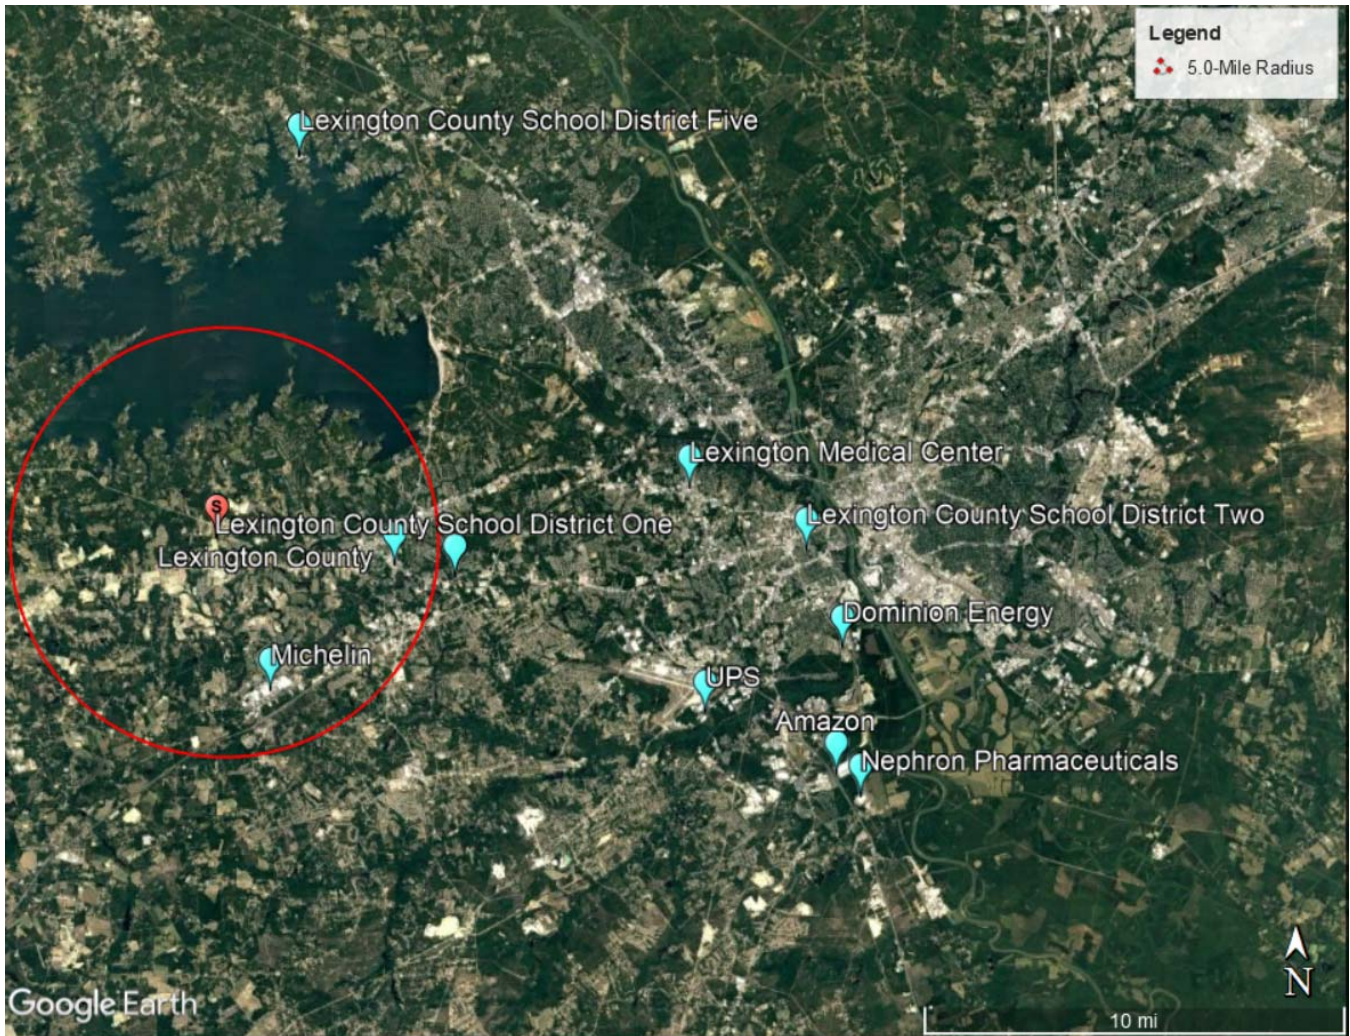 Legend
5.0-Mile Radius
Lexington County School District Five
Lexington Medical Center
S
Lexington County School District Two
Lexington County School District One
Lexington County
Dominion Energy
Michelin
UPS
Amazon
Nephron Pharmaceuticals
N
Google Earth
10 mi